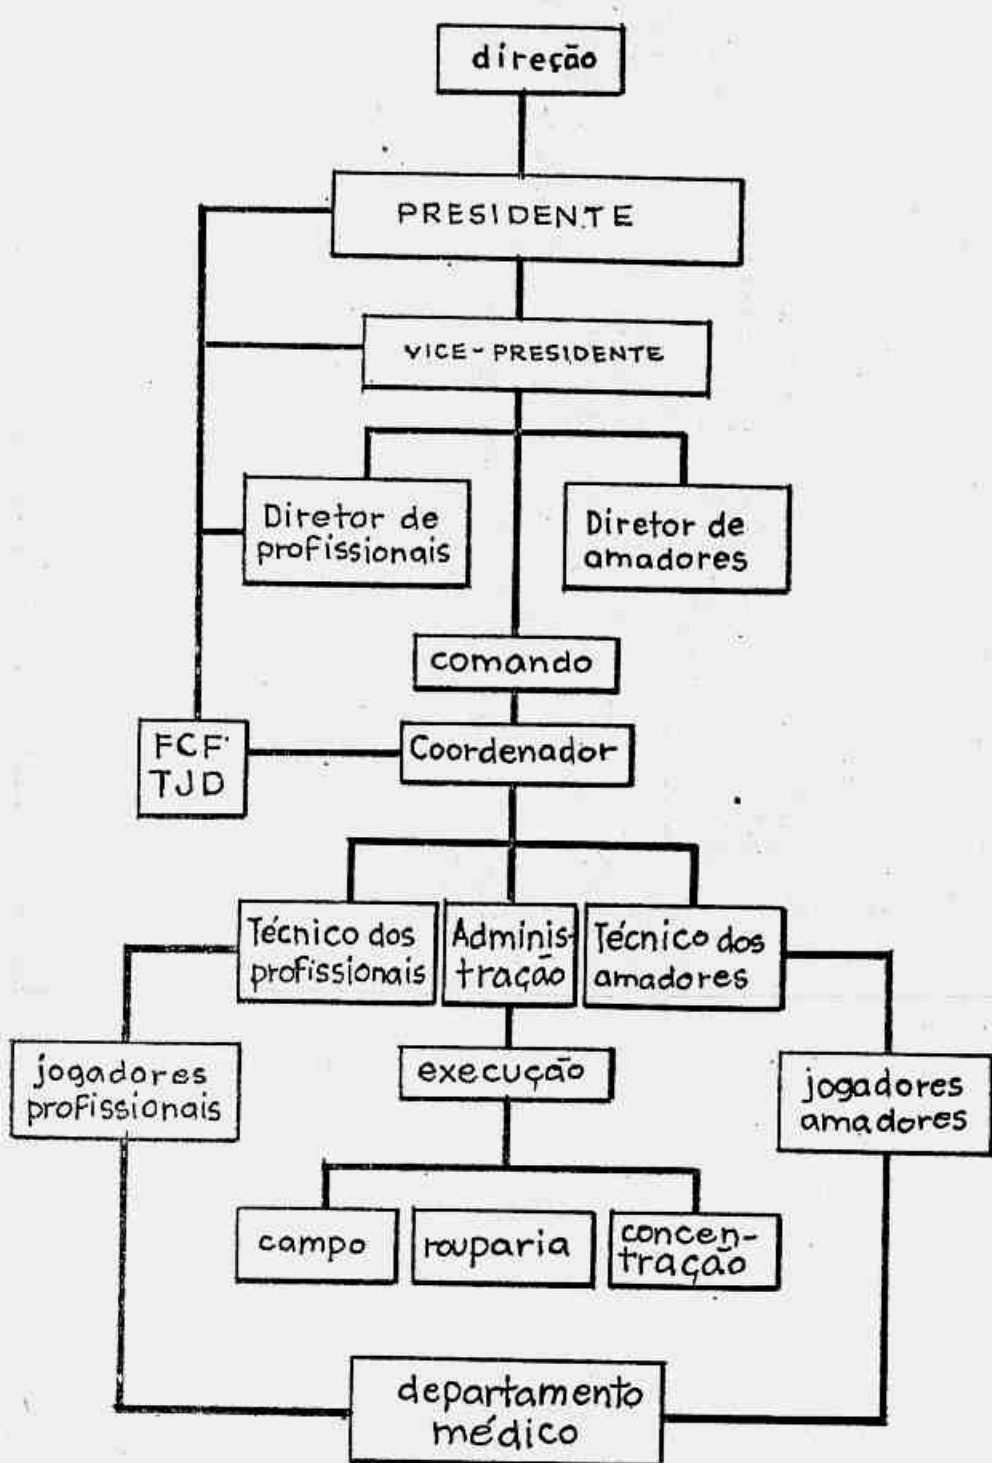 direção
PRESIDENTE
VICE-PRESIDENTE
Diretor de
profissionais
Diretor de
amadores
comando
FCF
TJD
Coordenador
Técnico dos
profissionais
Adminis-
tração
Técnico dos
amadores
jogadores
profissionais
execução
jogadores
amadores
campo
rouparia
concen-
tração
departamento
médico